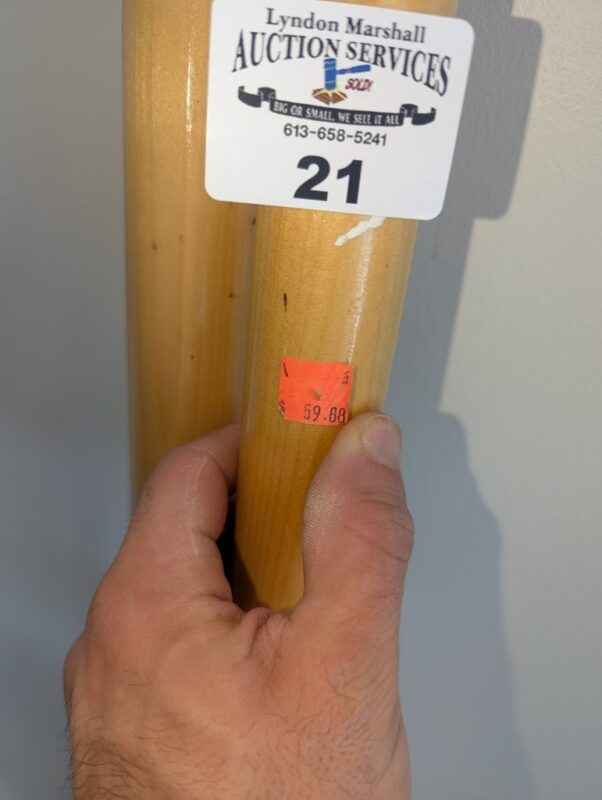 Lyndon Marshall
AUCTION SERVICES
SOLD!
BIG OR SMALL, WE SELL IT ALL
613-658-5241
21
$ 59.88